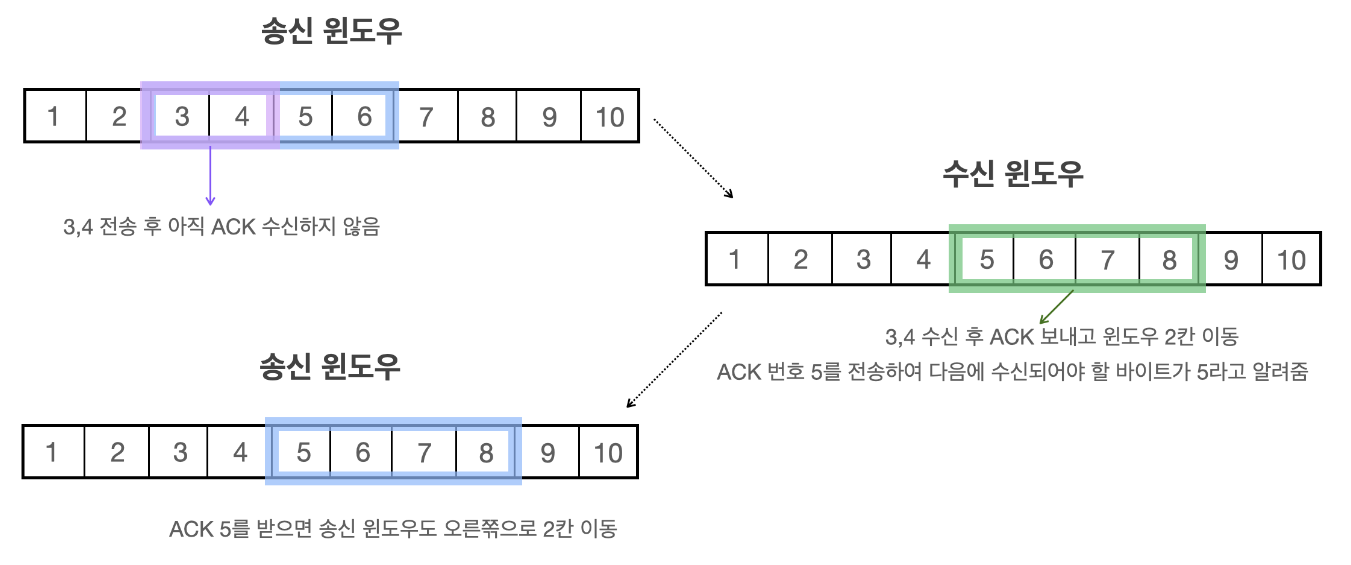 송신 윈도우
1 2 3 4 5 6 7 8 9 10
3,4 전송 후 아직 ACK 수신하지 않음
수신 윈도우
1 2 3 4 5 6 7 8 9 10
3,4 수신 후 ACK 보내고 윈도우 2칸 이동
ACK 번호 5를 전송하여 다음에 수신되어야 할 바이트가 5라고 알려줌
송신 윈도우
1 2 3 4 5 6 7 8 9 10
ACK 5를 받으면 송신 윈도우도 오른쪾으로 2칸 이동